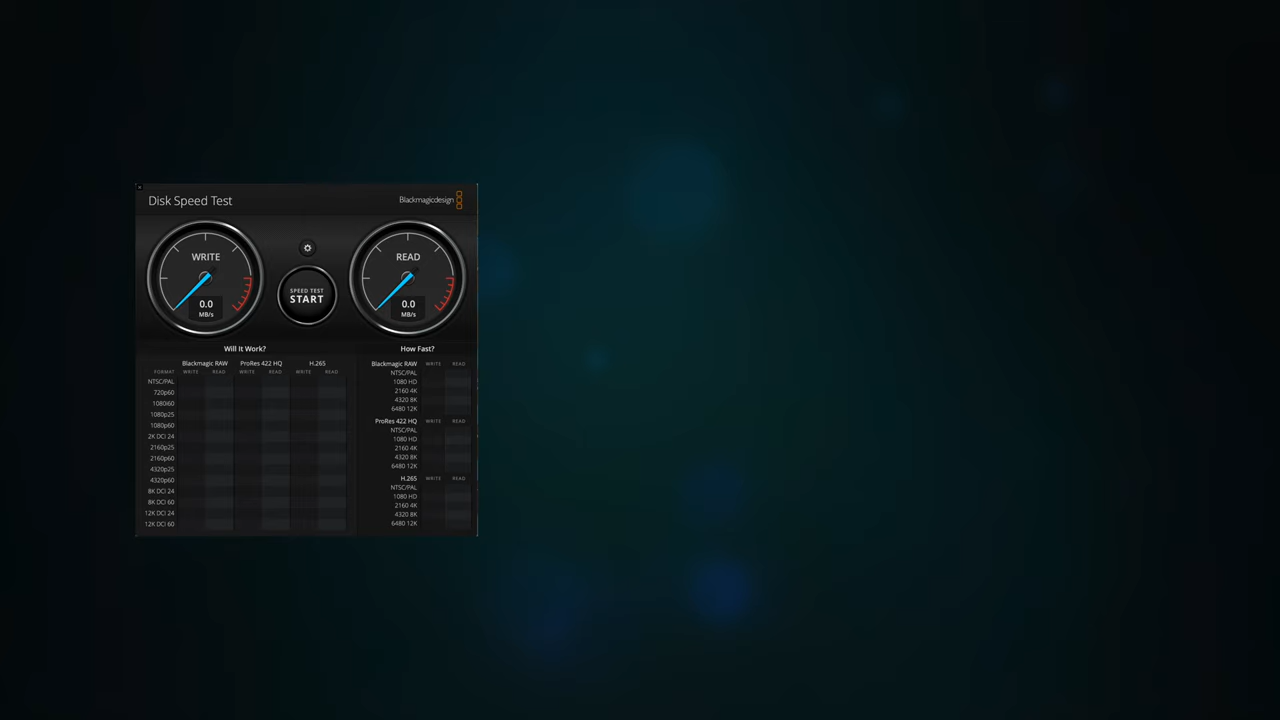 Disk Speed Test
Blackmagicdesign
WRITE
0.0
MB/s
SPEED TEST
START
READ
0.0
MB/s
Will It Work?
Blackmagic RAW ProRes 422 HQ H.265
FORMAT WRITE READ WRITE READ WRITE READ
NTSC/PAL
720p60
1080i60
1080p25
1080p60
2K DCI 24
2160p25
2160p60
4320p25
4320p60
8K DCI 24
8K DCI 60
12K DCI 24
12K DCI 60
How Fast?
Blackmagic RAW WRITE READ
NTSC/PAL
1080 HD
2160 4K
4320 8K
6480 12K
ProRes 422 HQ WRITE READ
NTSC/PAL
1080 HD
2160 4K
4320 8K
6480 12K
H.265 WRITE READ
NTSC/PAL
1080 HD
2160 4K
4320 8K
6480 12K